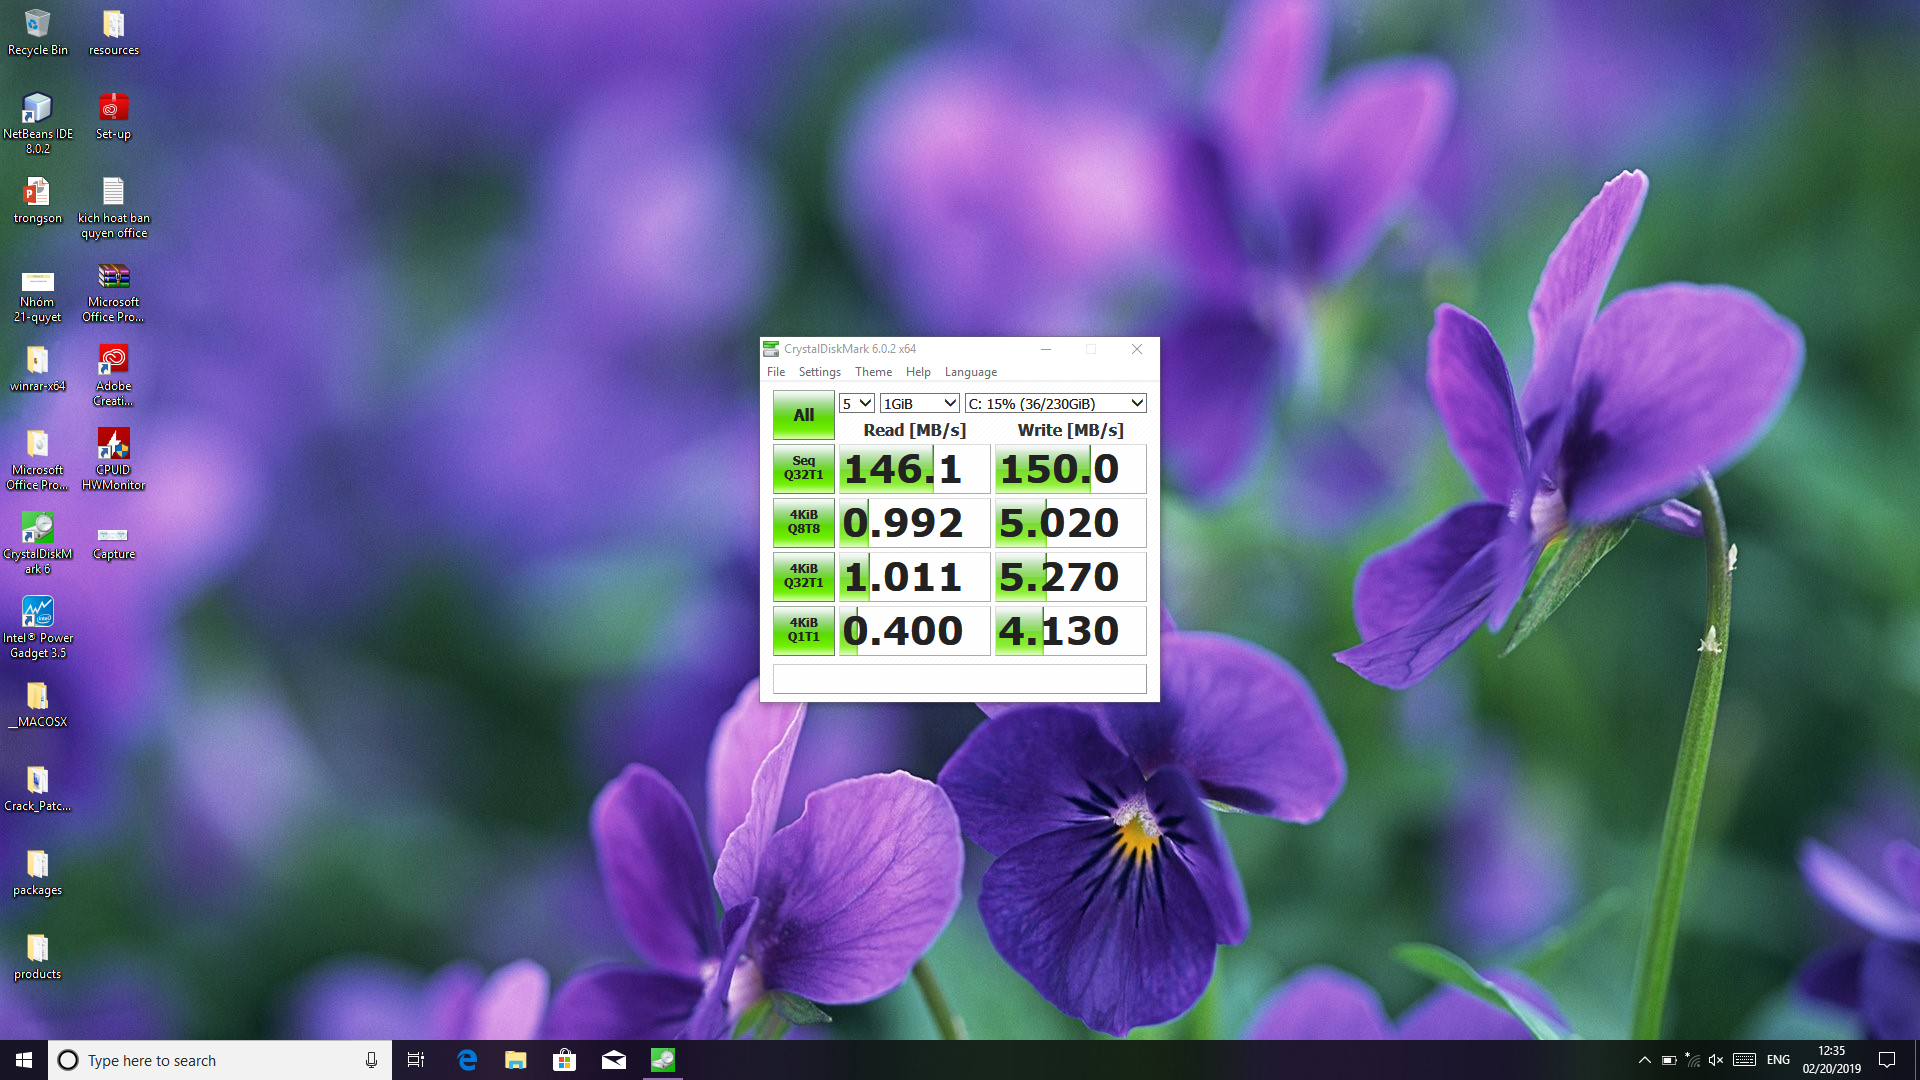 Recycle Bin
resources
NetBeans IDE
8.0.2
Set-up
trongson
kich hoat ban
quyen office
Nhóm
21-quyet
Microsoft
Office Pro...
winrar-x64
Adobe
Creati...
Microsoft
Office Pro...
CPUID
HWMonitor
CrystalDiskM
ark 6
Capture
Intel® Power
Gadget 3.5
__MACOSX
Crack_Patc...
packages
products
CrystalDiskMark 6.0.2 x64
File Settings Theme Help Language
All 5 1GiB C: 15% (36/230GiB)
Read [MB/s] Write [MB/s]
Seq
Q32T1 146.1 150.0
4KiB
Q8T8 0.992 5.020
4KiB
Q32T1 1.011 5.270
4KiB
Q1T1 0.400 4.130
Type here to search
ENG
12:35
02/20/2019